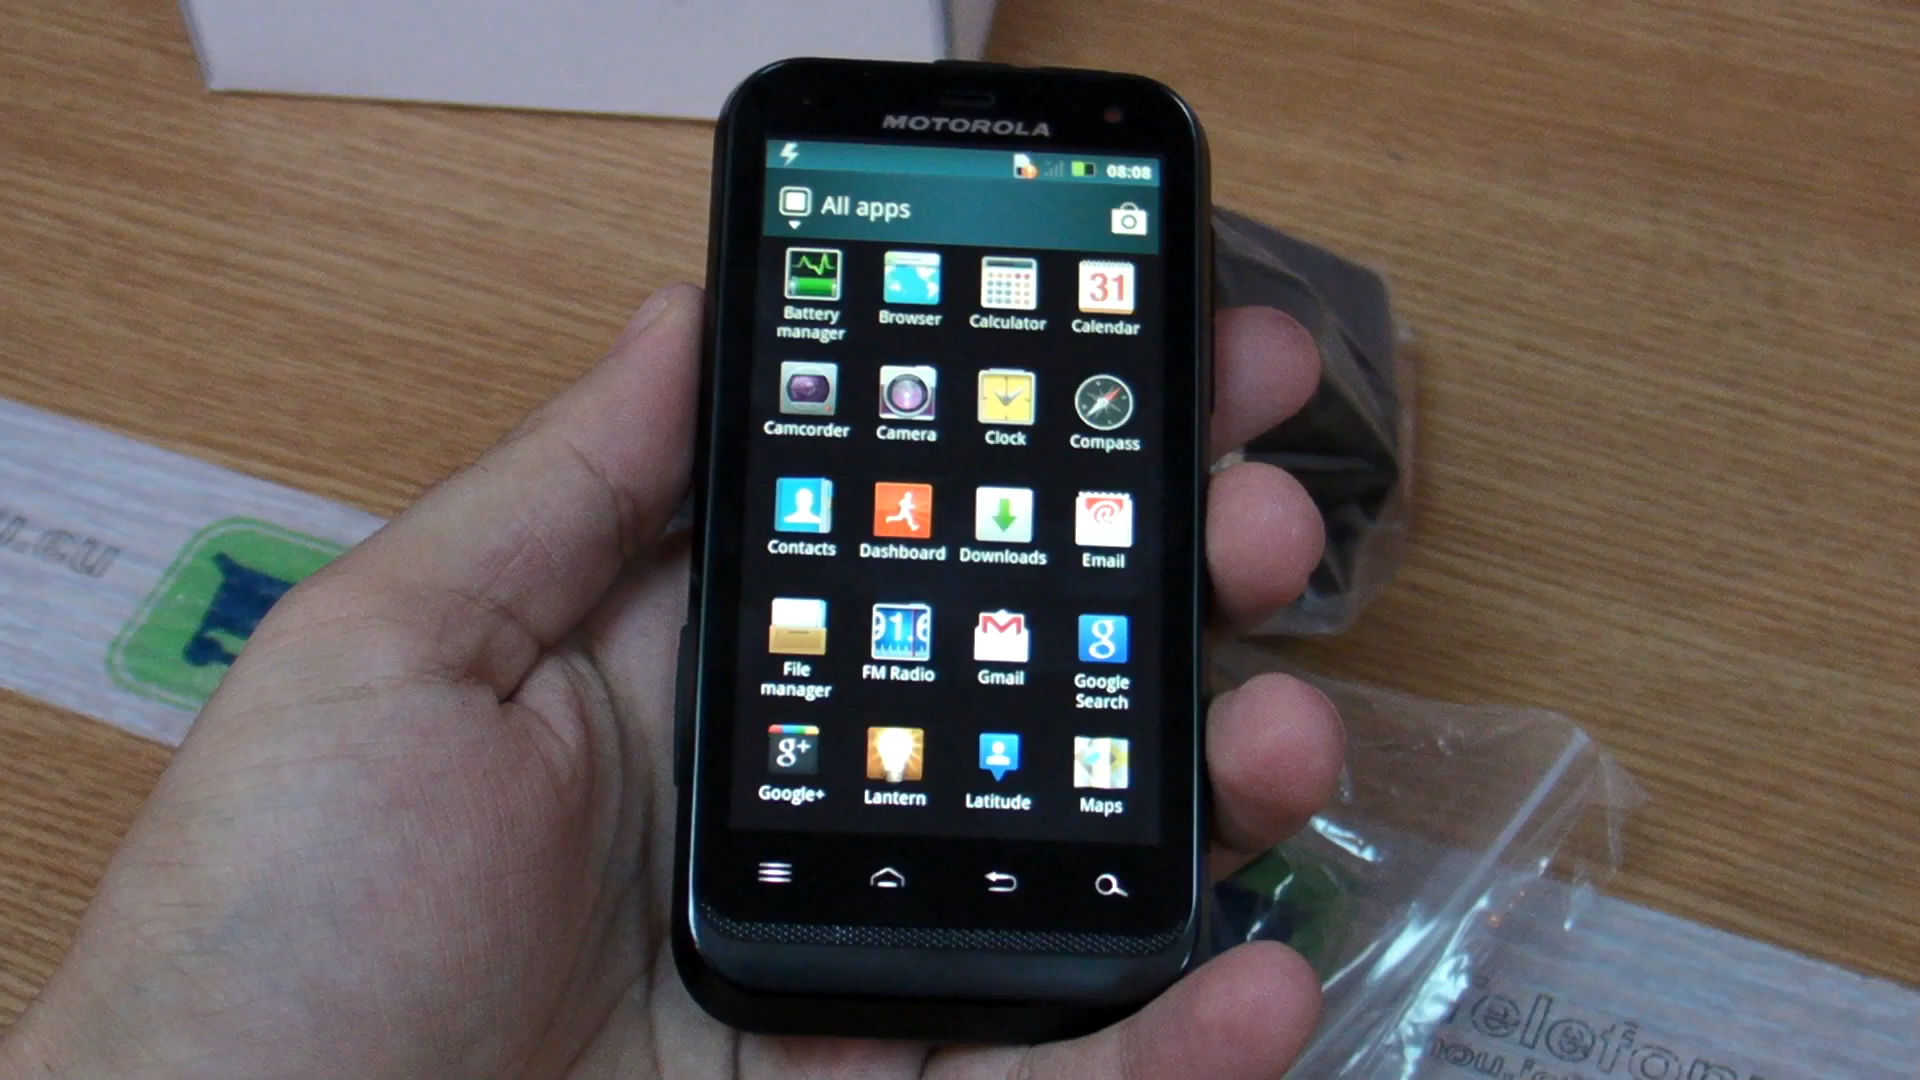 MOTOROLA
08:08
All apps
Battery manager
Browser
Calculator
Calendar
31
Camcorder
Camera
Clock
Compass
Contacts
Dashboard
Downloads
Email
File manager
FM Radio
Gmail
Google Search
Google+
Lantern
Latitude
Maps